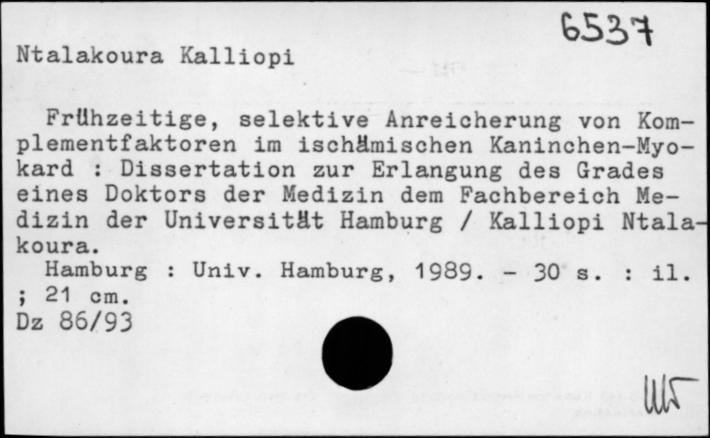 6537
Ntalakoura Kalliopi
Frühzeitige, selektive Anreicherung von Kom-
plementfaktoren im ischämischen Kaninchen-Myo-
kard : Dissertation zur Erlangung des Grades
eines Doktors der Medizin dem Fachbereich Me-
dizin der Universität Hamburg / Kalliopi Ntala-
koura.
Hamburg : Univ. Hamburg, 1989. - 30 s. : il.
; 21 cm.
Dz 86/93